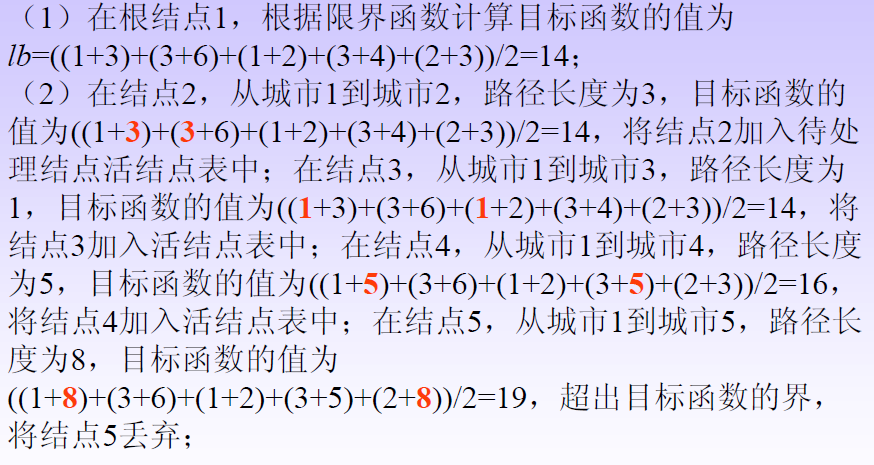 （1）在根结点1，根据限界函数计算目标函数的值为
lb=((1+3)+(3+6)+(1+2)+(3+4)+(2+3))/2=14；
（2）在结点2，从城市1到城市2，路径长度为3，目标函数的
值为((1+3)+(3+6)+(1+2)+(3+4)+(2+3))/2=14，将结点2加入待处
理结点活结点表中；在结点3，从城市1到城市3，路径长度为
1，目标函数的值为((1+3)+(3+6)+(1+2)+(3+4)+(2+3))/2=14，将
结点3加入活结点表中；在结点4，从城市1到城市4，路径长度
为5，目标函数的值为((1+5)+(3+6)+(1+2)+(3+5)+(2+3))/2=16，
将结点4加入活结点表中；在结点5，从城市1到城市5，路径长
度为8，目标函数的值为
((1+8)+(3+6)+(1+2)+(3+5)+(2+8))/2=19，超出目标函数的界，
将结点5丢弃；